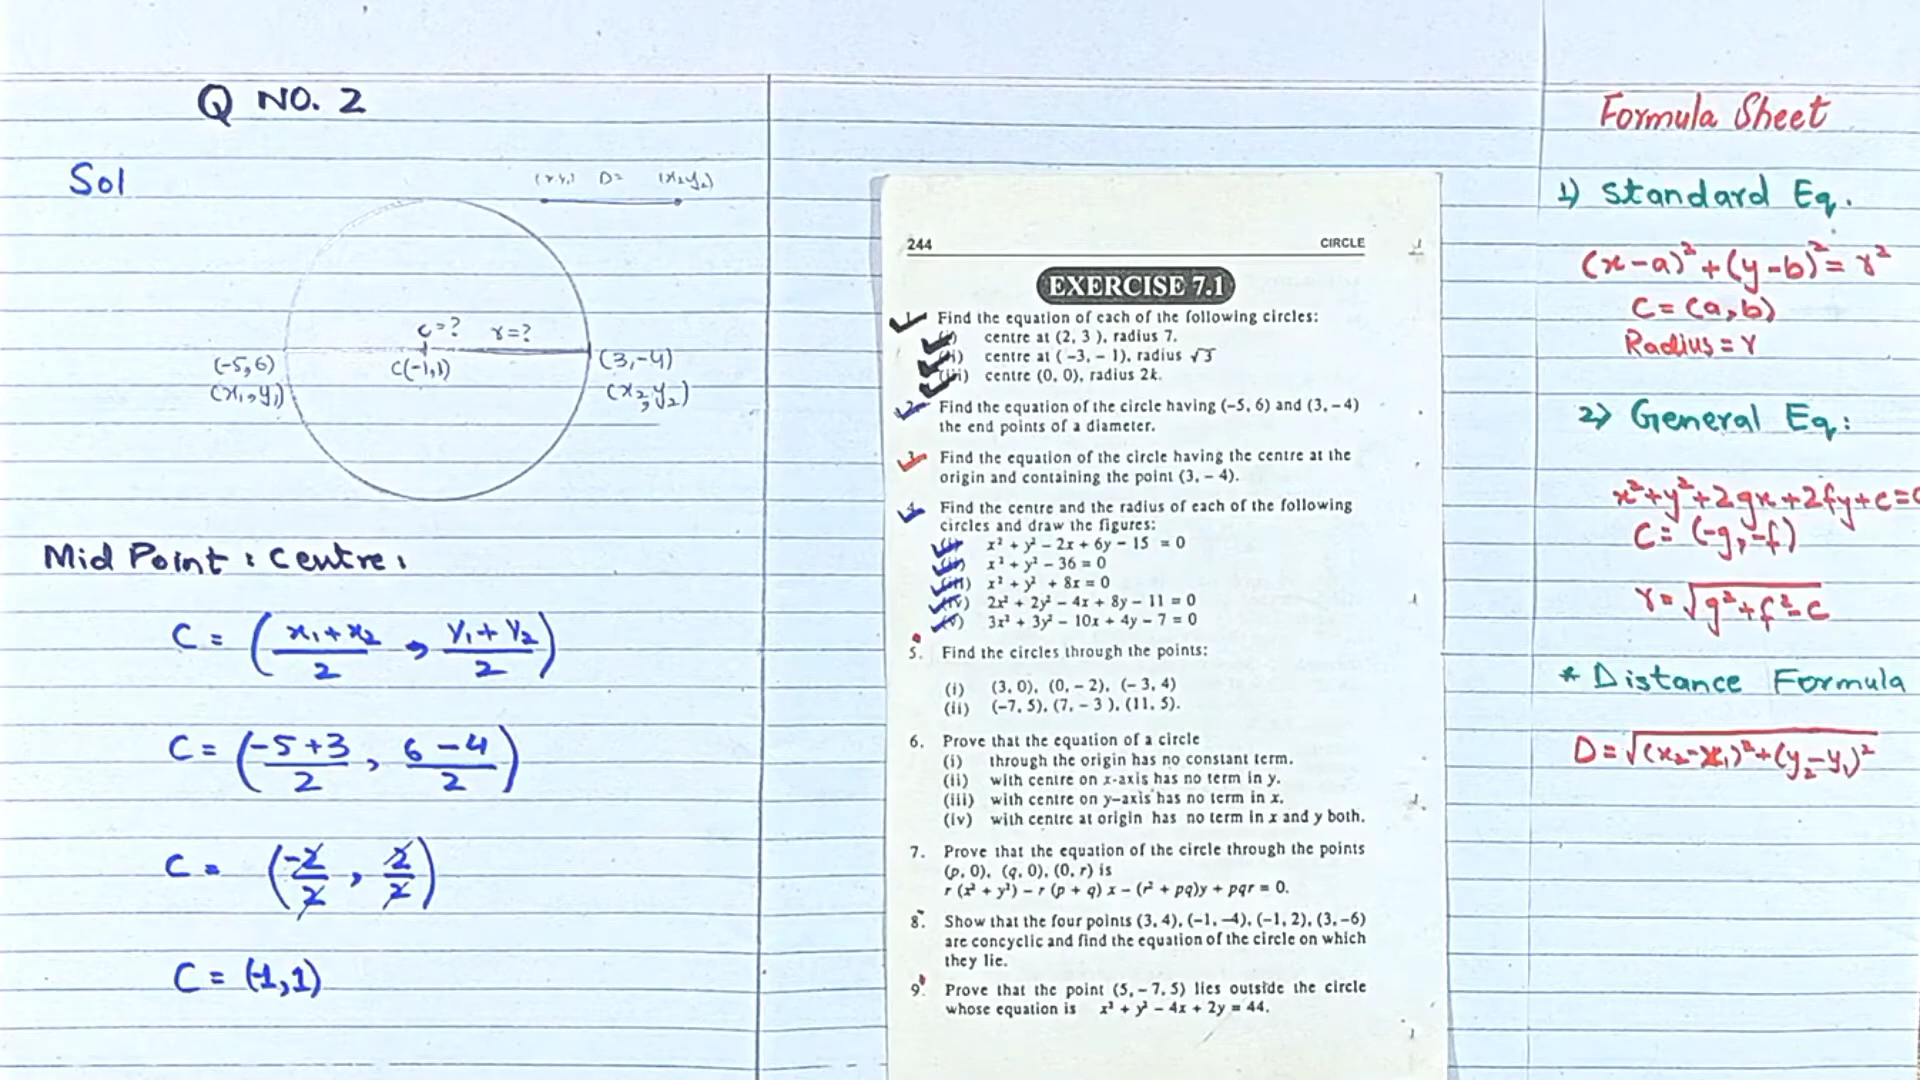 Q NO. 2
Sol
(x₁y₁) D= (x₂y₂)
c=? r=?
(-5,6) C(-1,1) (3,-4)
(x₁,y₁) (x₂,y₂)
Mid Point : Centre :
C = (x₁+x₂/2 , y₁+y₂/2)
C = (-5+3/2 , 6-4/2)
C = (-2/2 , 2/2)
C = (-1,1)
244 CIRCLE
EXERCISE 7.1
1. Find the equation of each of the following circles:
(i) centre at (2, 3 ), radius 7.
(ii) centre at ( -3, - 1), radius √3
(iii) centre (0, 0), radius 2k.
2. Find the equation of the circle having (-5, 6) and (3, -4)
the end points of a diameter.
3. Find the equation of the circle having the centre at the
origin and containing the point (3, - 4).
4. Find the centre and the radius of each of the following
circles and draw the figures:
(i) x² + y² - 2x + 6y - 15 = 0
(ii) x² + y² - 36 = 0
(iii) x² + y² + 8x = 0
(iv) 2x² + 2y² - 4x + 8y - 11 = 0
(v) 3x² + 3y² - 10x + 4y - 7 = 0
5. Find the circles through the points:
(i) (3, 0), (0, - 2), (- 3, 4)
(ii) (-7, 5), (7, - 3 ), (11, 5).
6. Prove that the equation of a circle
(i) through the origin has no constant term.
(ii) with centre on x-axis has no term in y.
(iii) with centre on y-axis has no term in x.
(iv) with centre at origin has no term in x and y both.
7. Prove that the equation of the circle through the points
(p, 0), (q, 0), (0, r) is
r (x² + y²) - r (p + q) x - (r² + pq)y + pqr = 0.
8. Show that the four points (3, 4), (-1, -4), (-1, 2), (3, -6)
are concyclic and find the equation of the circle on which
they lie.
9. Prove that the point (5, - 7, 5) lies outside the circle
whose equation is x² + y² - 4x + 2y = 44.
Formula Sheet
1) Standard Eq.
(x-a)²+(y-b)²=r²
C=(a,b)
Radius=r
2) General Eq:
x²+y²+2gx+2fy+c=0
C= (-g,-f)
r=√g²+f²-c
* Distance Formula
D=√(x₂-x₁)²+(y₂-y₁)²